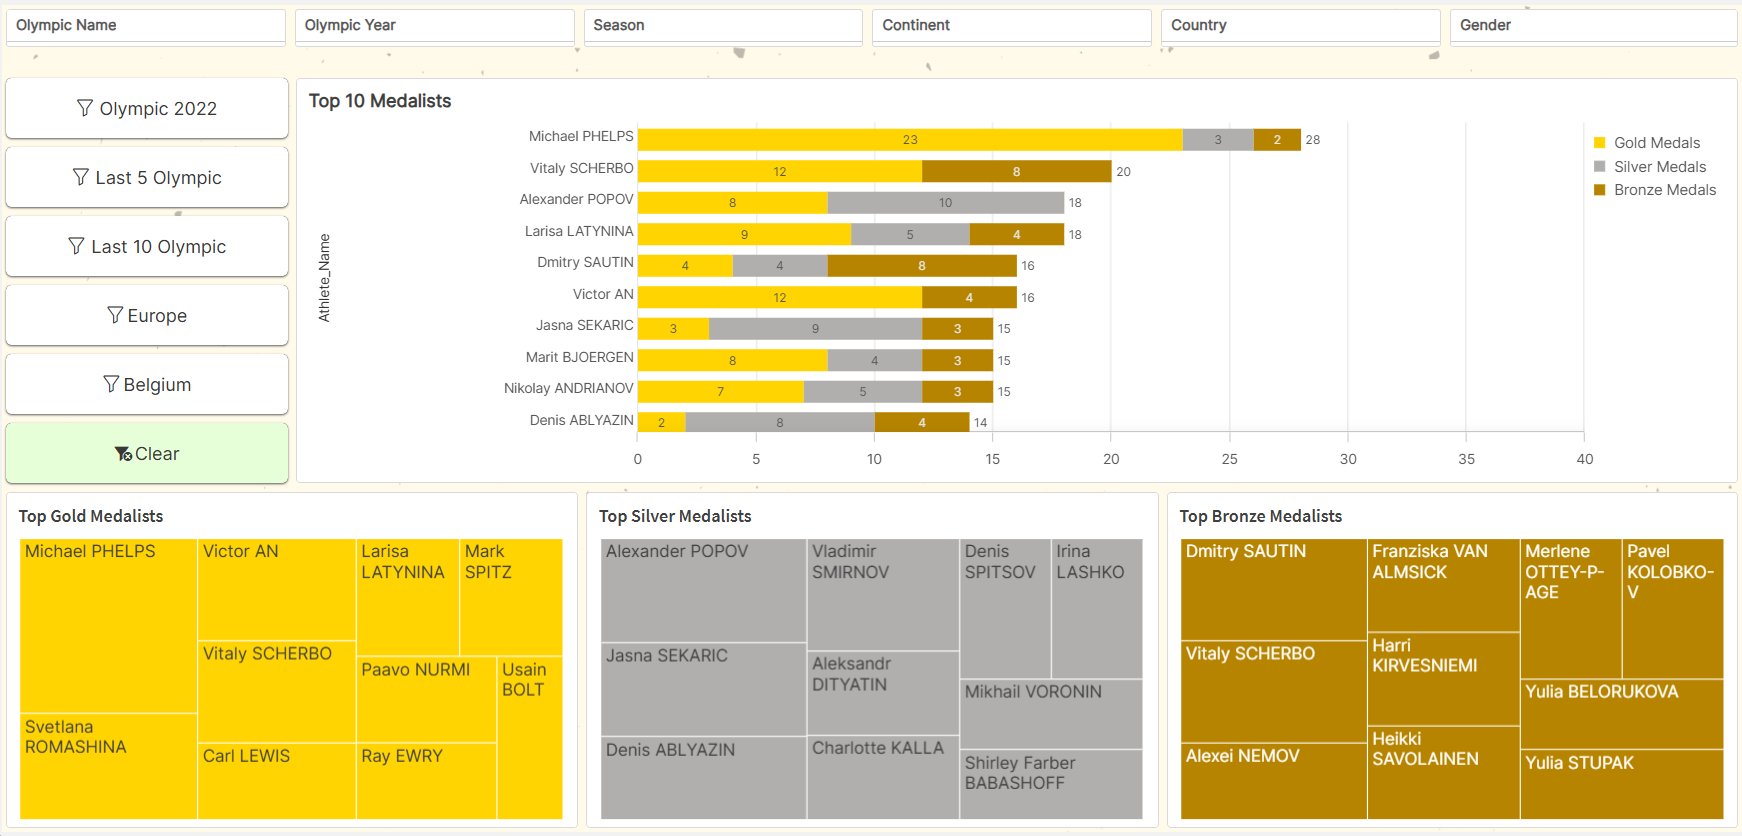 Olympic Name
Olympic Year
Season
Continent
Country
Gender
Olympic 2022
Last 5 Olympic
Last 10 Olympic
Europe
Belgium
Clear
Top 10 Medalists
Athlete_Name
Michael PHELPS 23 3 2 28
Vitaly SCHERBO 12 8 20
Alexander POPOV 8 10 18
Larisa LATYNINA 9 5 4 18
Dmitry SAUTIN 4 4 8 16
Victor AN 12 4 16
Jasna SEKARIC 3 9 3 15
Marit BJOERGEN 8 4 3 15
Nikolay ANDRIANOV 7 5 3 15
Denis ABLYAZIN 2 8 4 14
0 5 10 15 20 25 30 35 40
Gold Medals
Silver Medals
Bronze Medals
Top Gold Medalists
Michael PHELPS
Svetlana
ROMASHINA
Victor AN
Vitaly SCHERBO
Carl LEWIS
Larisa
LATYNINA
Mark
SPITZ
Paavo NURMI
Ray EWRY
Usain
BOLT
Top Silver Medalists
Alexander POPOV
Jasna SEKARIC
Denis ABLYAZIN
Vladimir
SMIRNOV
Aleksandr
DITYATIN
Charlotte KALLA
Denis
SPITSOV
Irina
LASHKO
Mikhail VORONIN
Shirley Farber
BABASHOFF
Top Bronze Medalists
Dmitry SAUTIN
Vitaly SCHERBO
Alexei NEMOV
Franziska VAN
ALMSICK
Harri
KIRVESNIEMI
Heikki
SAVOLAINEN
Merlene
OTTEY-P-
AGE
Pavel
KOLOBKO-
V
Yulia BELORUKOVA
Yulia STUPAK